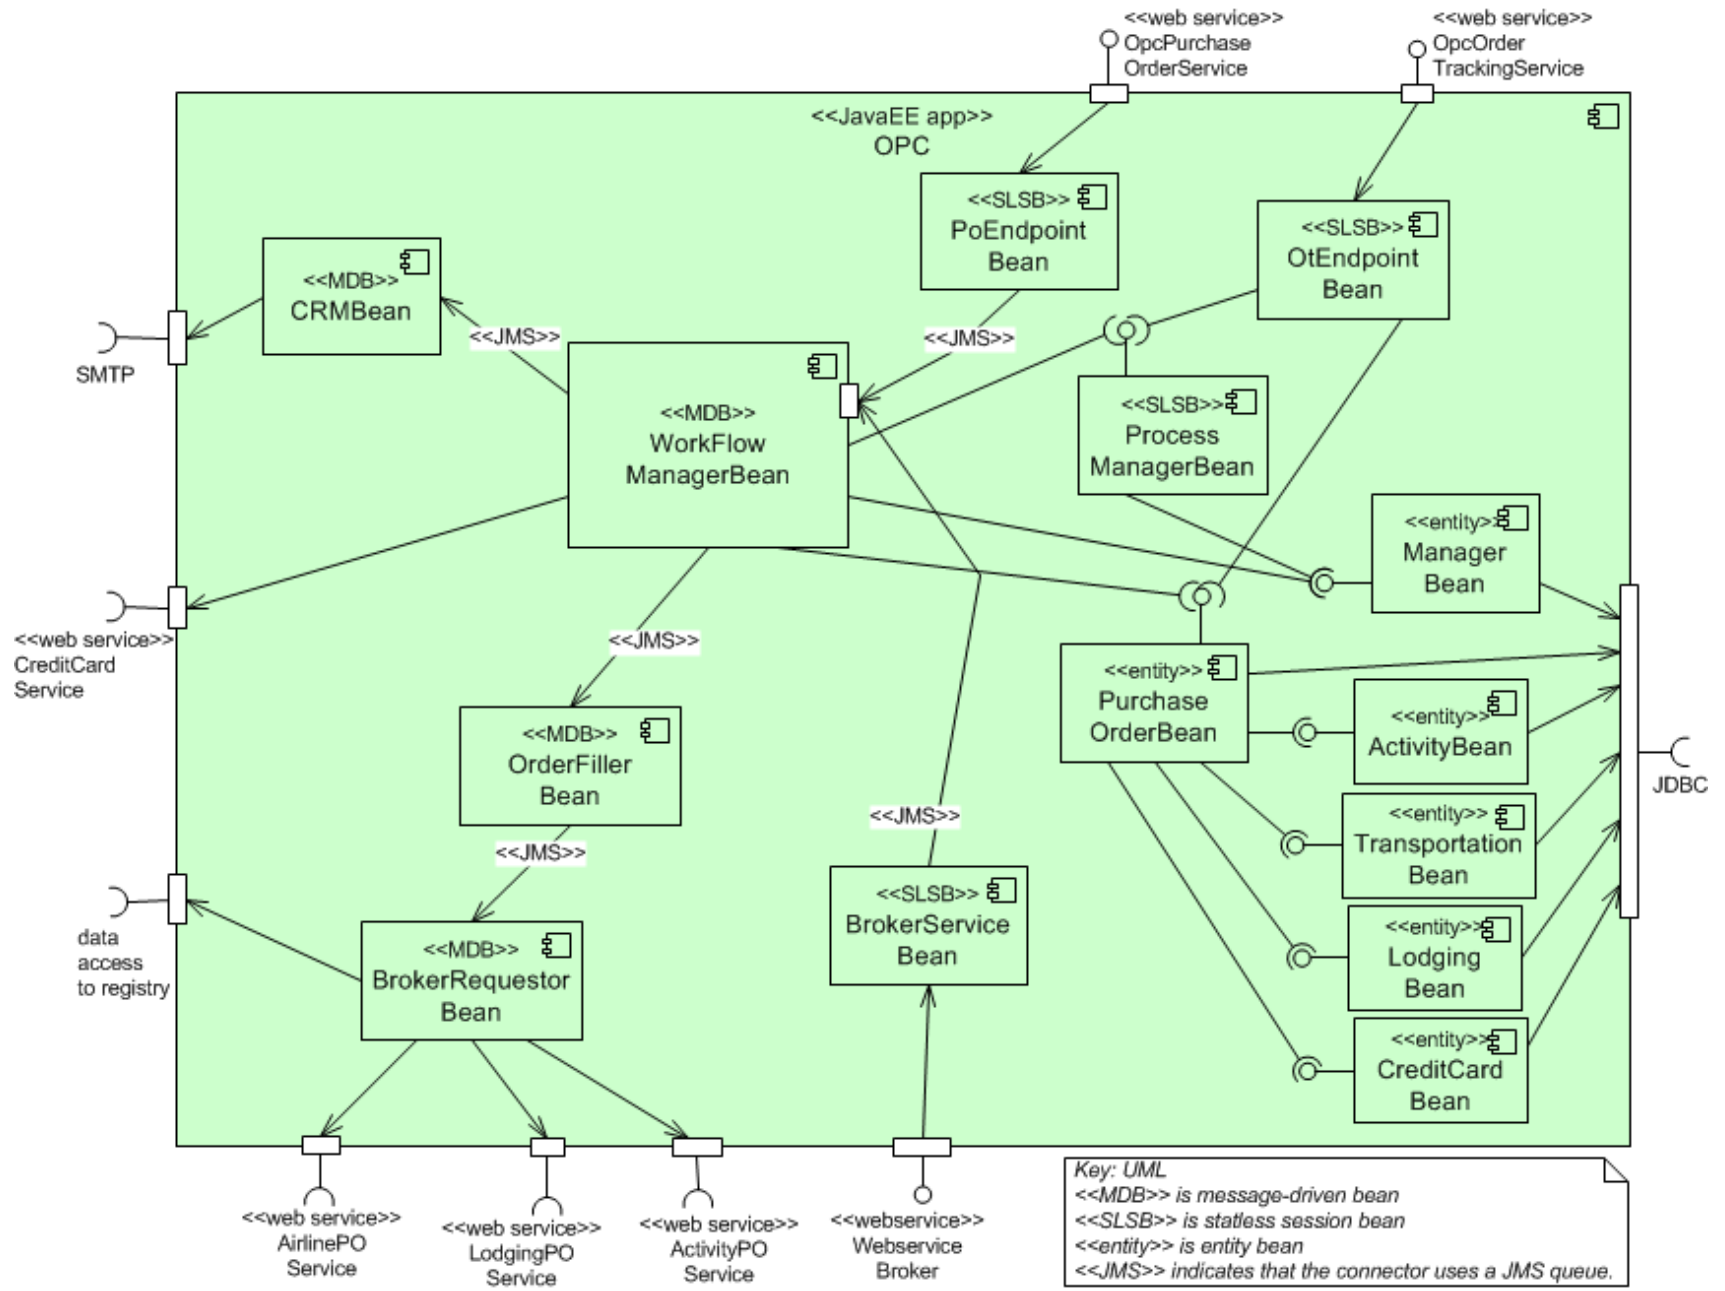 <<web service>>
OpcPurchase
OrderService
<<web service>>
OpcOrder
TrackingService
<<JavaEE app>>
OPC
<<SLSB>>
PoEndpoint
Bean
<<SLSB>>
OtEndpoint
Bean
<<MDB>>
CRMBean
<<JMS>>
<<JMS>>
SMTP
<<MDB>>
WorkFlow
ManagerBean
<<SLSB>>
Process
ManagerBean
<<entity>>
Manager
Bean
<<web service>>
CreditCard
Service
<<JMS>>
<<entity>>
Purchase
OrderBean
<<entity>>
ActivityBean
JDBC
<<MDB>>
OrderFiller
Bean
<<JMS>>
<<JMS>>
<<entity>>
Transportation
Bean
<<SLSB>>
BrokerService
Bean
<<entity>>
Lodging
Bean
data
access
to registry
<<MDB>>
BrokerRequestor
Bean
<<entity>>
CreditCard
Bean
<<web service>>
AirlinePO
Service
<<web service>>
LodgingPO
Service
<<web service>>
ActivityPO
Service
<<webservice>>
Webservice
Broker
Key: UML
<<MDB>> is message-driven bean
<<SLSB>> is statless session bean
<<entity>> is entity bean
<<JMS>> indicates that the connector uses a JMS queue.